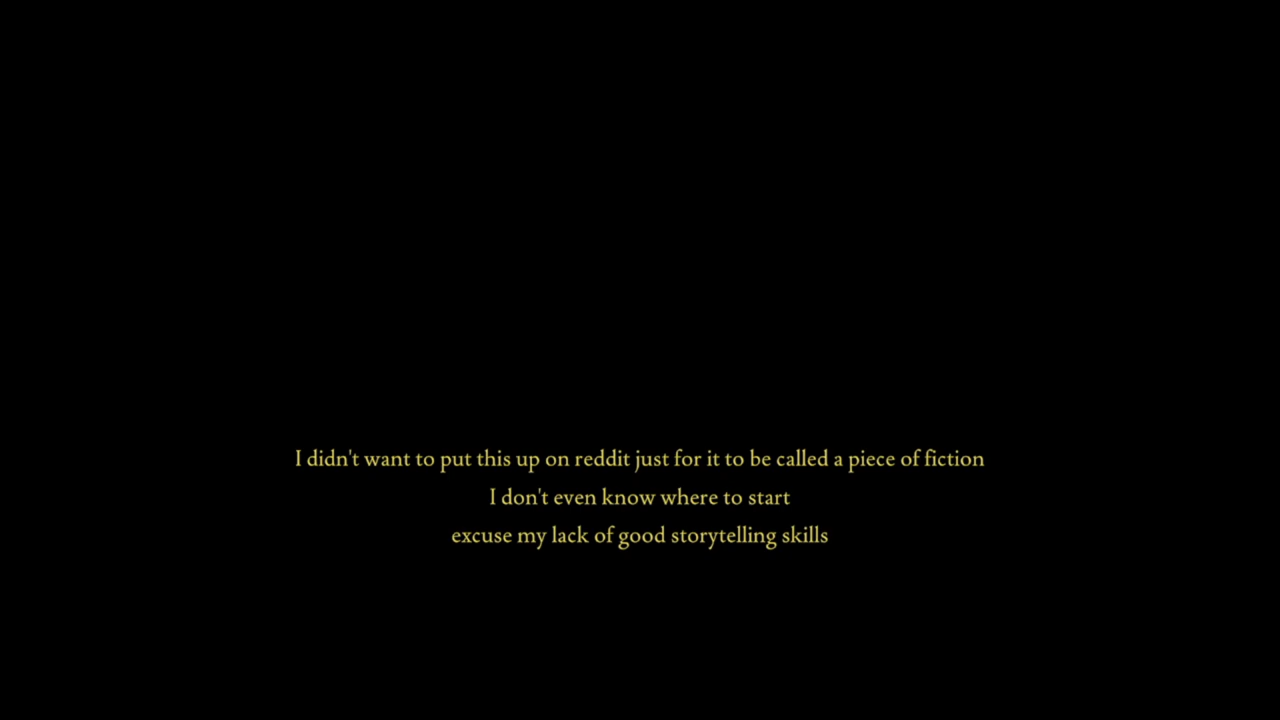 I didn't want to put this up on reddit just for it to be called a piece of fiction
I don't even know where to start
excuse my lack of good storytelling skills